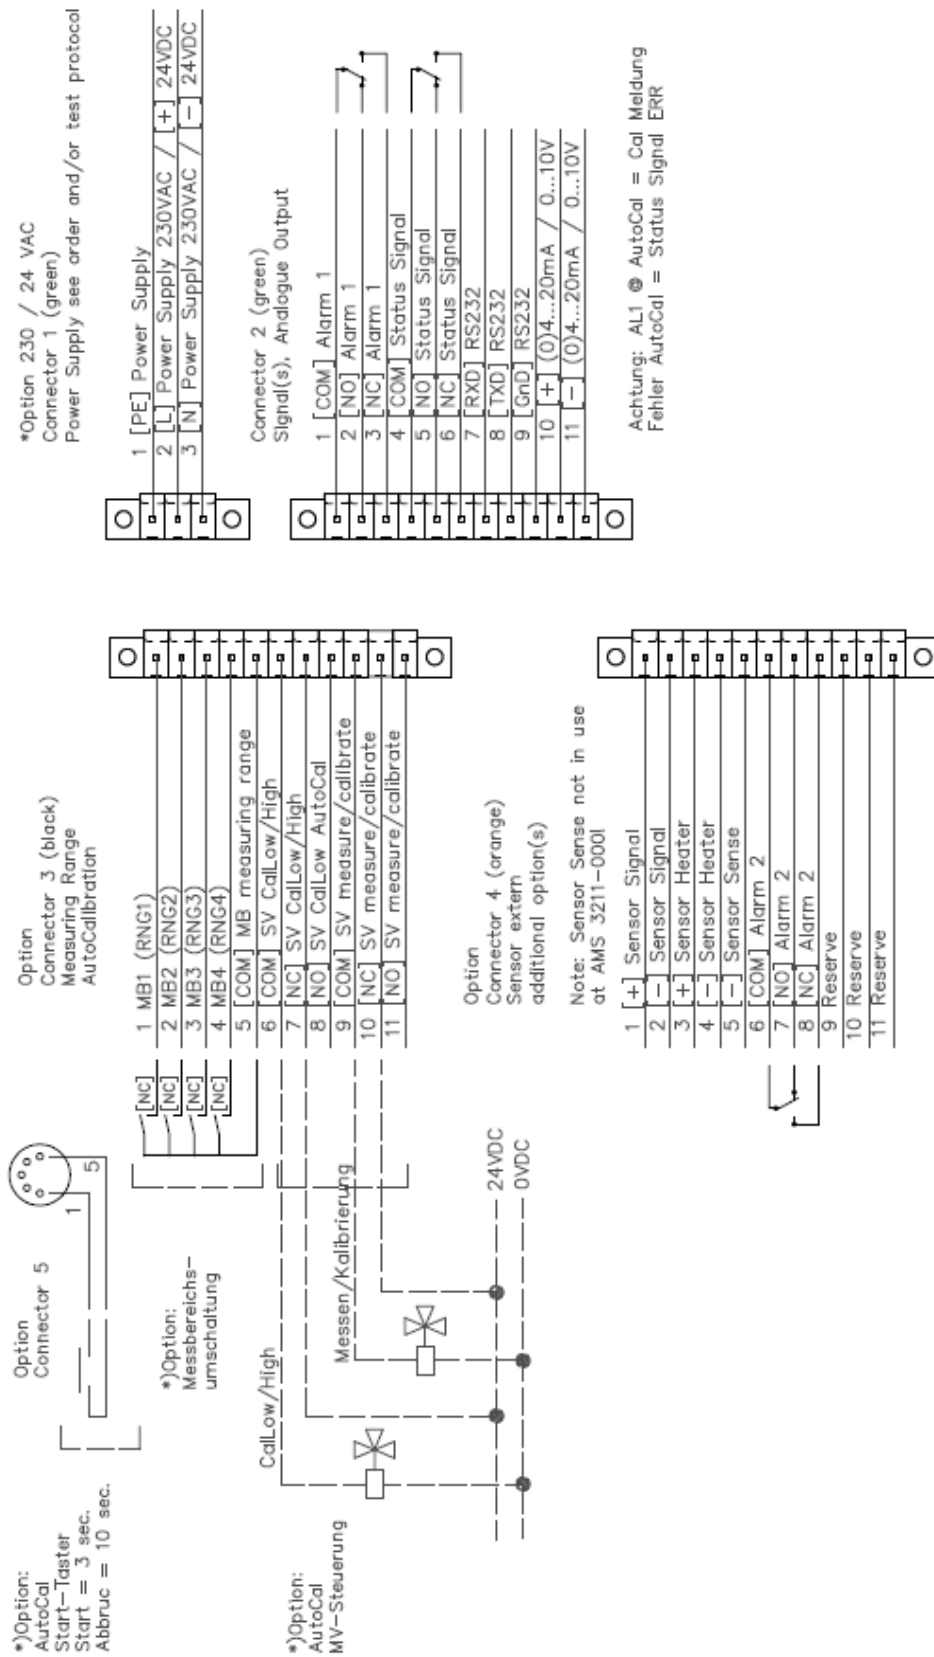 *Option 230 / 24 VAC
Connector 1 (green)
Power Supply see order and/or test protocol
1 [PE] Power Supply
2 [L] Power Supply 230VAC / [+] 24VDC
3 [N] Power Supply 230VAC / [-] 24VDC
Connector 2 (green)
Signal(s), Analogue Output
1 [COM] Alarm 1
2 [NO] Alarm 1
3 [NC] Alarm 1
4 [COM] Status Signal
5 [NO] Status Signal
6 [NC] Status Signal
7 [RXD] RS232
8 [TXD] RS232
9 [GnD] RS232
10 [+] (0)4...20mA / 0...10V
11 [-] (0)4...20mA / 0...10V
Achtung: AL1 @ AutoCal = Cal Meldung
Fehler AutoCal = Status Signal ERR
Option
Connector 3 (black)
Measuring Range
AutoCalibration
1 MB1 (RNG1)
2 MB2 (RNG2)
3 MB3 (RNG3)
4 MB4 (RNG4)
5 [COM] MB measuring range
6 [COM] SV CalLow/High
7 [NC] SV CalLow/High
8 [NO] SV CalLow AutoCal
9 [COM] SV measure/calibrate
10 [NC] SV measure/calibrate
11 [NO] SV measure/calibrate
[NC]
[NC]
[NC]
[NC]
Option
Connector 4 (orange)
Sensor extern
additional option(s)
Note: Sensor Sense not in use
at AMS 3211-000!
1 [+] Sensor Signal
2 [-] Sensor Signal
3 [+] Sensor Heater
4 [-] Sensor Heater
5 [-] Sensor Sense
6 [COM] Alarm 2
7 [NO] Alarm 2
8 [NC] Alarm 2
9 Reserve
10 Reserve
11 Reserve
Option
Connector 5
1
5
*)Option:
AutoCal
Start-Taster
Start = 3 sec.
Abbruc = 10 sec.
*)Option:
Messbereichs-
umschaltung
CalLow/High
Messen/Kalibrierung
24VDC
0VDC
*)Option:
AutoCal
MV-Steuerung